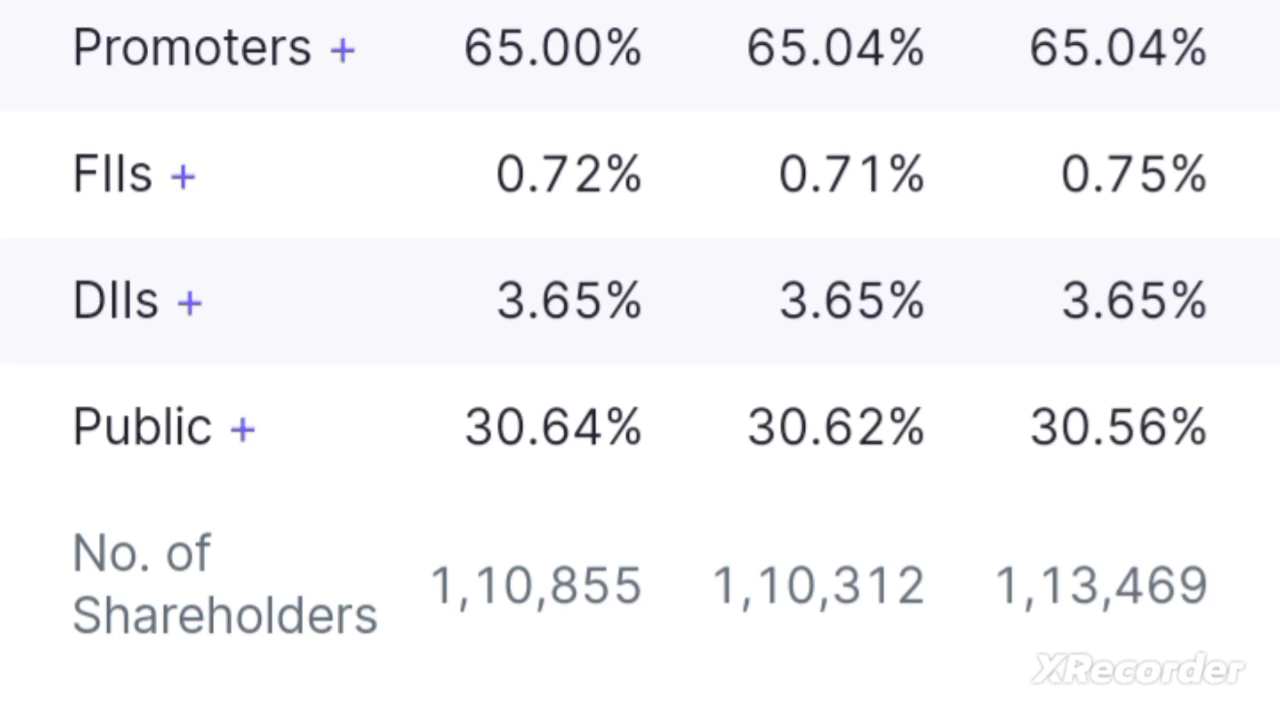 Promoters + 65.00% 65.04% 65.04%
FIIs + 0.72% 0.71% 0.75%
DIIs + 3.65% 3.65% 3.65%
Public + 30.64% 30.62% 30.56%
No. of
Shareholders 1,10,855 1,10,312 1,13,469
XRecorder